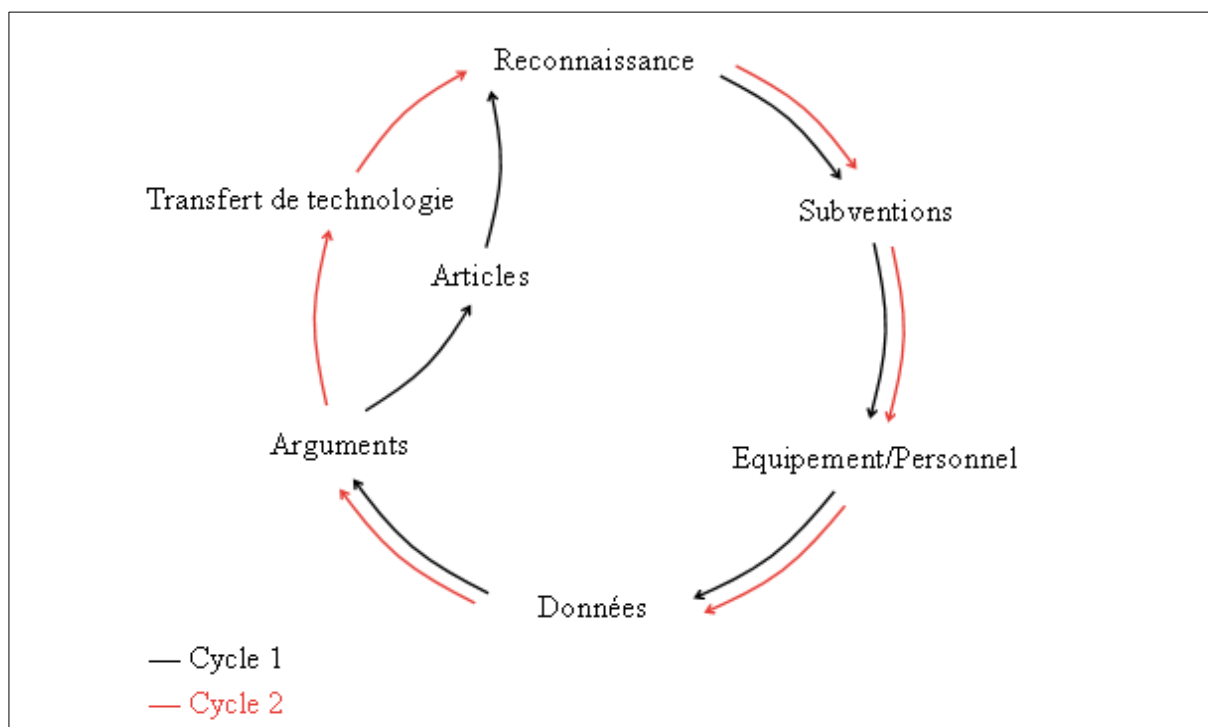 Reconnaissance
Transfert de technologie
Subventions
Articles
Arguments
Equipement/Personnel
Données
— Cycle 1
— Cycle 2